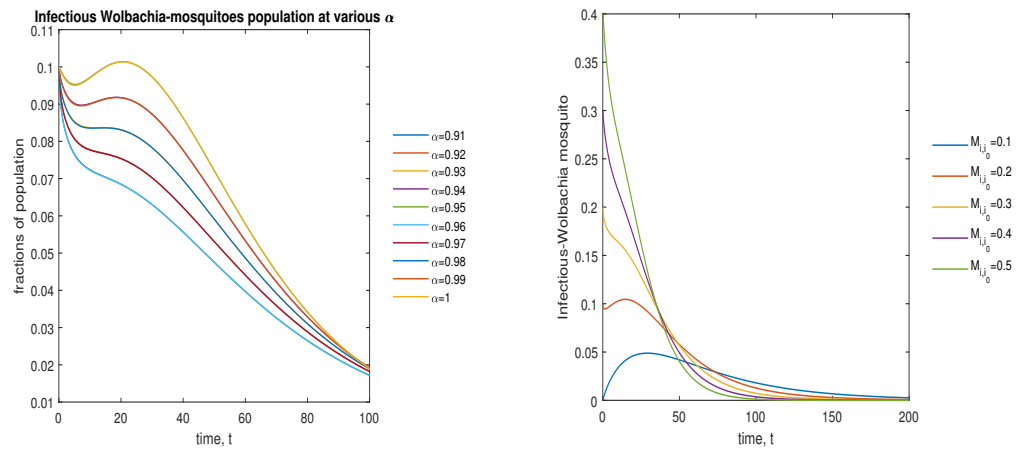 Infectious Wolbachia-mosquitoes population at various α
fractions of population
0.11
0.1
0.09
0.08
0.07
0.06
0.05
0.04
0.03
0.02
0.01
0
20
40
60
80
100
time, t
α=0.91
α=0.92
α=0.93
α=0.94
α=0.95
α=0.96
α=0.97
α=0.98
α=0.99
α=1
Infectious-Wolbachia mosquito
0.4
0.35
0.3
0.25
0.2
0.15
0.1
0.05
0
0
50
100
150
200
time, t
M_{i,i_0}=0.1
M_{i,i_0}=0.2
M_{i,i_0}=0.3
M_{i,i_0}=0.4
M_{i,i_0}=0.5